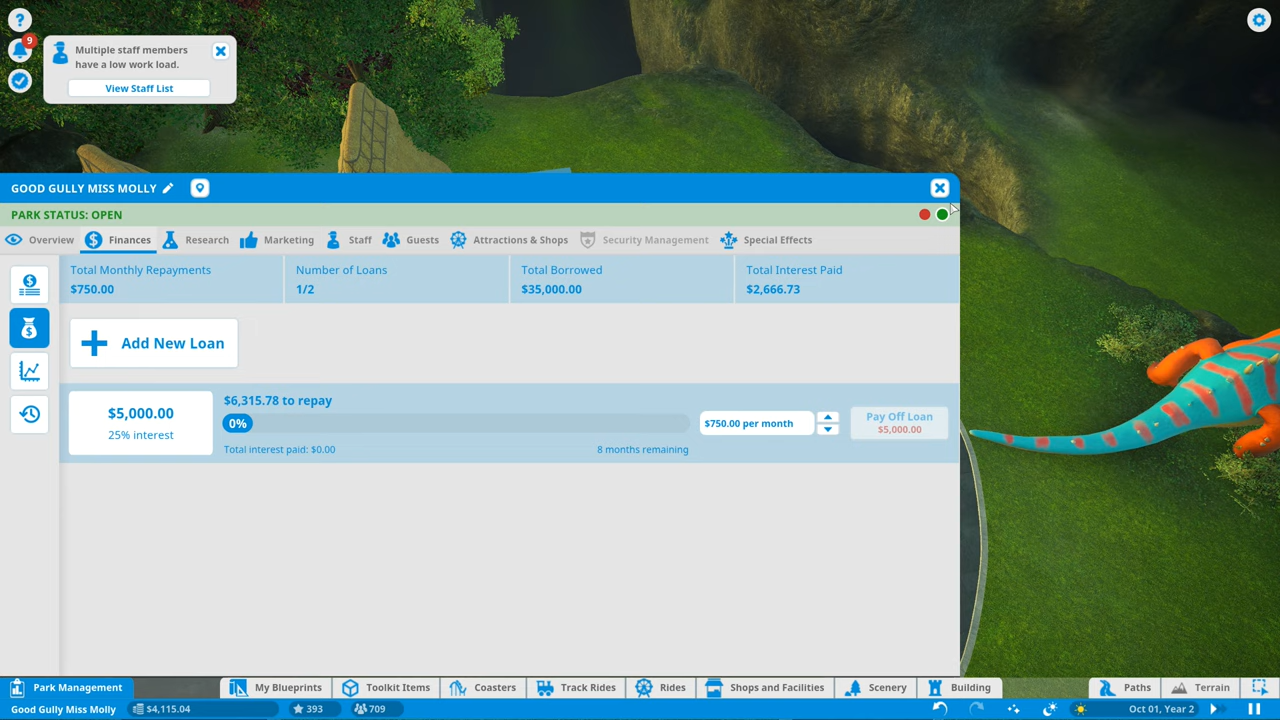 ?
9
Multiple staff members
have a low work load.
View Staff List
GOOD GULLY MISS MOLLY
PARK STATUS: OPEN
Overview Finances Research Marketing Staff Guests Attractions & Shops Security Management Special Effects
Total Monthly Repayments Number of Loans Total Borrowed Total Interest Paid
$750.00 1/2 $35,000.00 $2,666.73
Add New Loan
$6,315.78 to repay
$5,000.00
25% interest
0%
$750.00 per month
Pay Off Loan
$5,000.00
Total interest paid: $0.00 8 months remaining
Park Management My Blueprints Toolkit Items Coasters Track Rides Rides Shops and Facilities Scenery Building Paths Terrain
Good Gully Miss Molly $4,115.04 393 709 Oct 01, Year 2